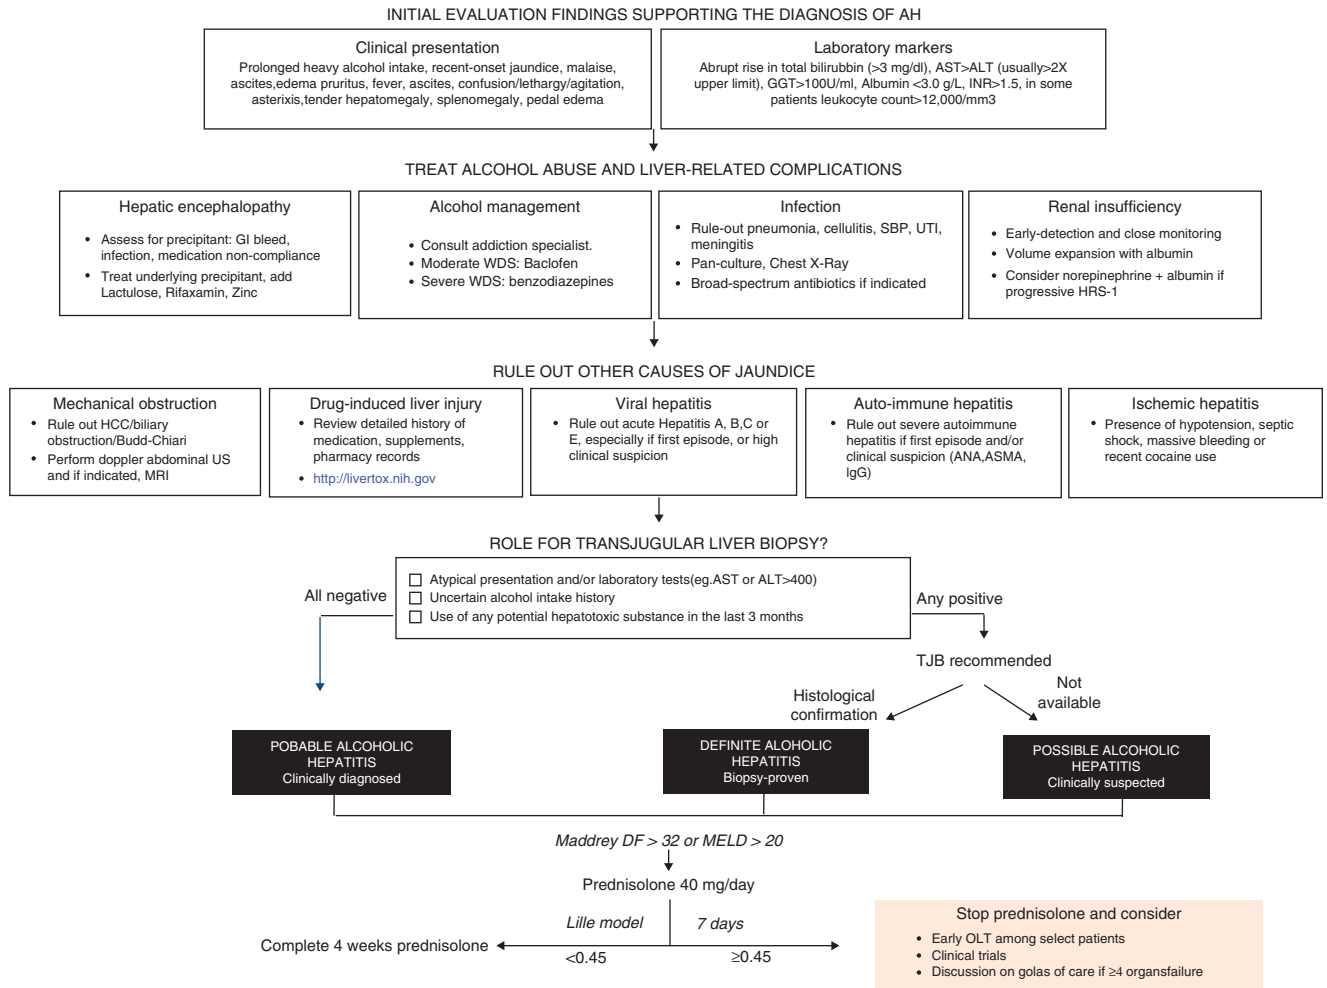 INITIAL EVALUATION FINDINGS SUPPORTING THE DIAGNOSIS OF AH
Clinical presentation
Prolonged heavy alcohol intake, recent-onset jaundice, malaise,
ascites,edema pruritus, fever, ascites, confusion/lethargy/agitation,
asterixis,tender hepatomegaly, splenomegaly, pedal edema
Laboratory markers
Abrupt rise in total bilirubbin (>3 mg/dl), AST>ALT (usually>2X
upper limit), GGT>100U/ml, Albumin <3.0 g/L, INR>1.5, in some
patients leukocyte count>12,000/mm3
TREAT ALCOHOL ABUSE AND LIVER-RELATED COMPLICATIONS
Hepatic encephalopathy
• Assess for precipitant: GI bleed,
infection, medication non-compliance
• Treat underlying precipitant, add
Lactulose, Rifaxamin, Zinc
Alcohol management
• Consult addiction specialist.
• Moderate WDS: Baclofen
• Severe WDS: benzodiazepines
Infection
• Rule-out pneumonia, cellulitis, SBP, UTI,
meningitis
• Pan-culture, Chest X-Ray
• Broad-spectrum antibiotics if indicated
Renal insufficiency
• Early-detection and close monitoring
• Volume expansion with albumin
• Consider norepinephrine + albumin if
progressive HRS-1
RULE OUT OTHER CAUSES OF JAUNDICE
Mechanical obstruction
• Rule out HCC/biliary
obstruction/Budd-Chiari
• Perform doppler abdominal US
and if indicated, MRI
Drug-induced liver injury
• Review detailed history of
medication, supplements,
pharmacy records
• http://livertox.nih.gov
Viral hepatitis
• Rule out acute Hepatitis A, B,C or
E, especially if first episode, or high
clinical suspicion
Auto-immune hepatitis
• Rule out severe autoimmune
hepatitis if first episode and/or
clinical suspicion (ANA,ASMA,
IgG)
Ischemic hepatitis
• Presence of hypotension, septic
shock, massive bleeding or
recent cocaine use
ROLE FOR TRANSJUGULAR LIVER BIOPSY?
☐ Atypical presentation and/or laboratory tests(eg.AST or ALT>400)
☐ Uncertain alcohol intake history
☐ Use of any potential hepatotoxic substance in the last 3 months
All negative
Any positive
TJB recommended
Histological
confirmation
Not
available
POBABLE ALCOHOLIC
HEPATITIS
Clinically diagnosed
DEFINITE ALOHOLIC
HEPATITIS
Biopsy-proven
POSSIBLE ALCOHOLIC
HEPATITIS
Clinically suspected
Maddrey DF > 32 or MELD > 20
Prednisolone 40 mg/day
Lille model
7 days
Complete 4 weeks prednisolone
<0.45
≥0.45
Stop prednisolone and consider
• Early OLT among select patients
• Clinical trials
• Discussion on golas of care if ≥4 organsfailure